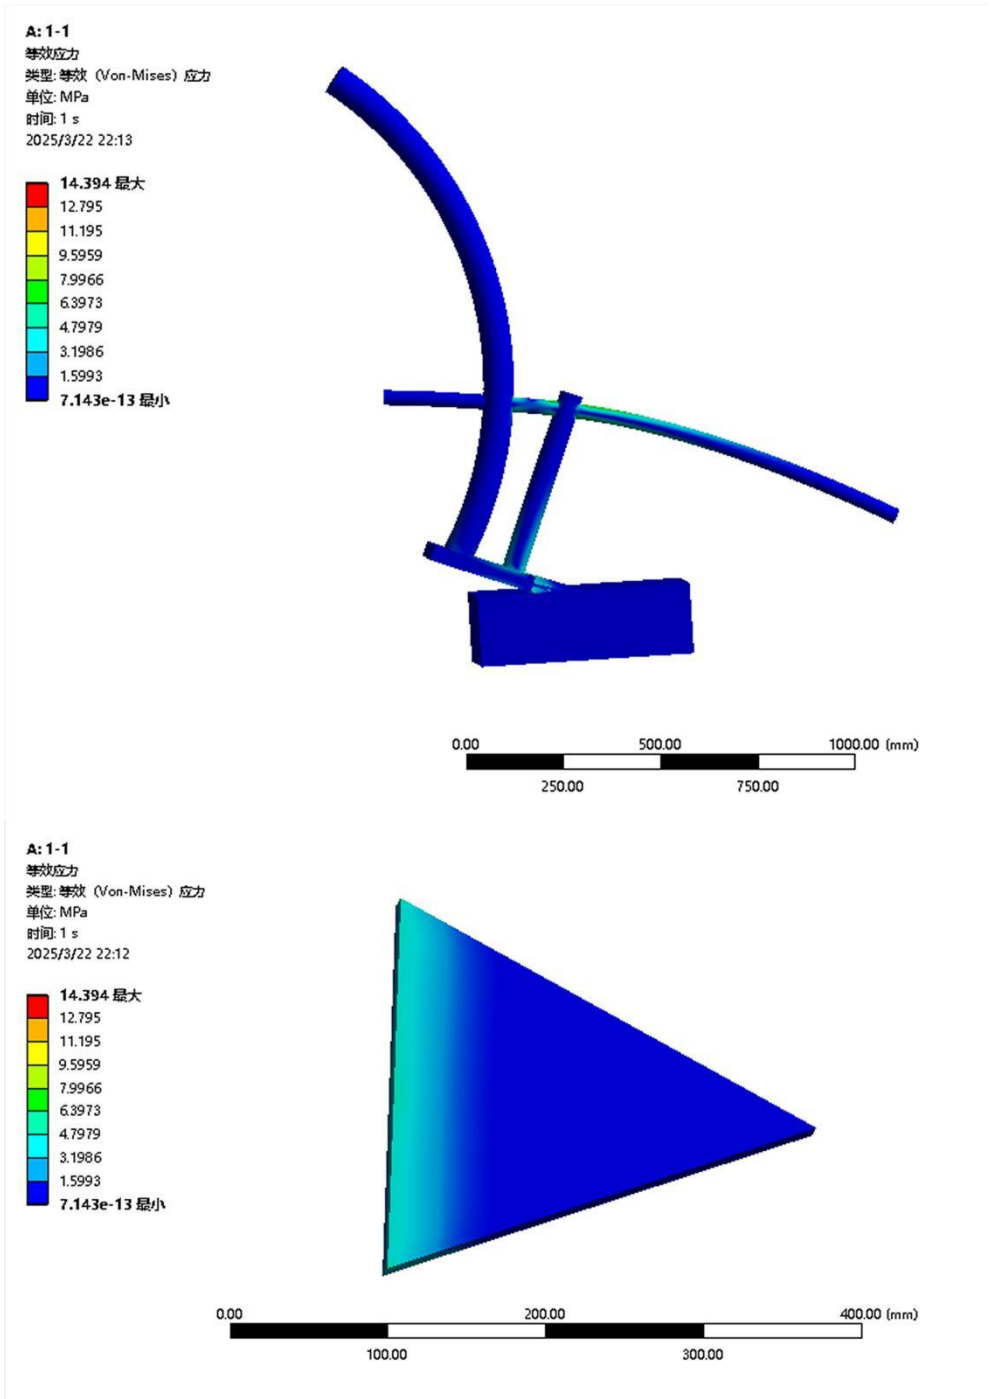 A: 1-1
等效应力
类型: 等效（Von-Mises）应力
单位: MPa
时间: 1 s
2025/3/22 22:13
14.394 最大
12.795
11.195
9.5959
7.9966
6.3973
4.7979
3.1986
1.5993
7.143e-13 最小
0.00 500.00 1000.00 (mm)
250.00 750.00
A: 1-1
等效应力
类型: 等效（Von-Mises）应力
单位: MPa
时间: 1 s
2025/3/22 22:12
14.394 最大
12.795
11.195
9.5959
7.9966
6.3973
4.7979
3.1986
1.5993
7.143e-13 最小
0.00 200.00 400.00 (mm)
100.00 300.00